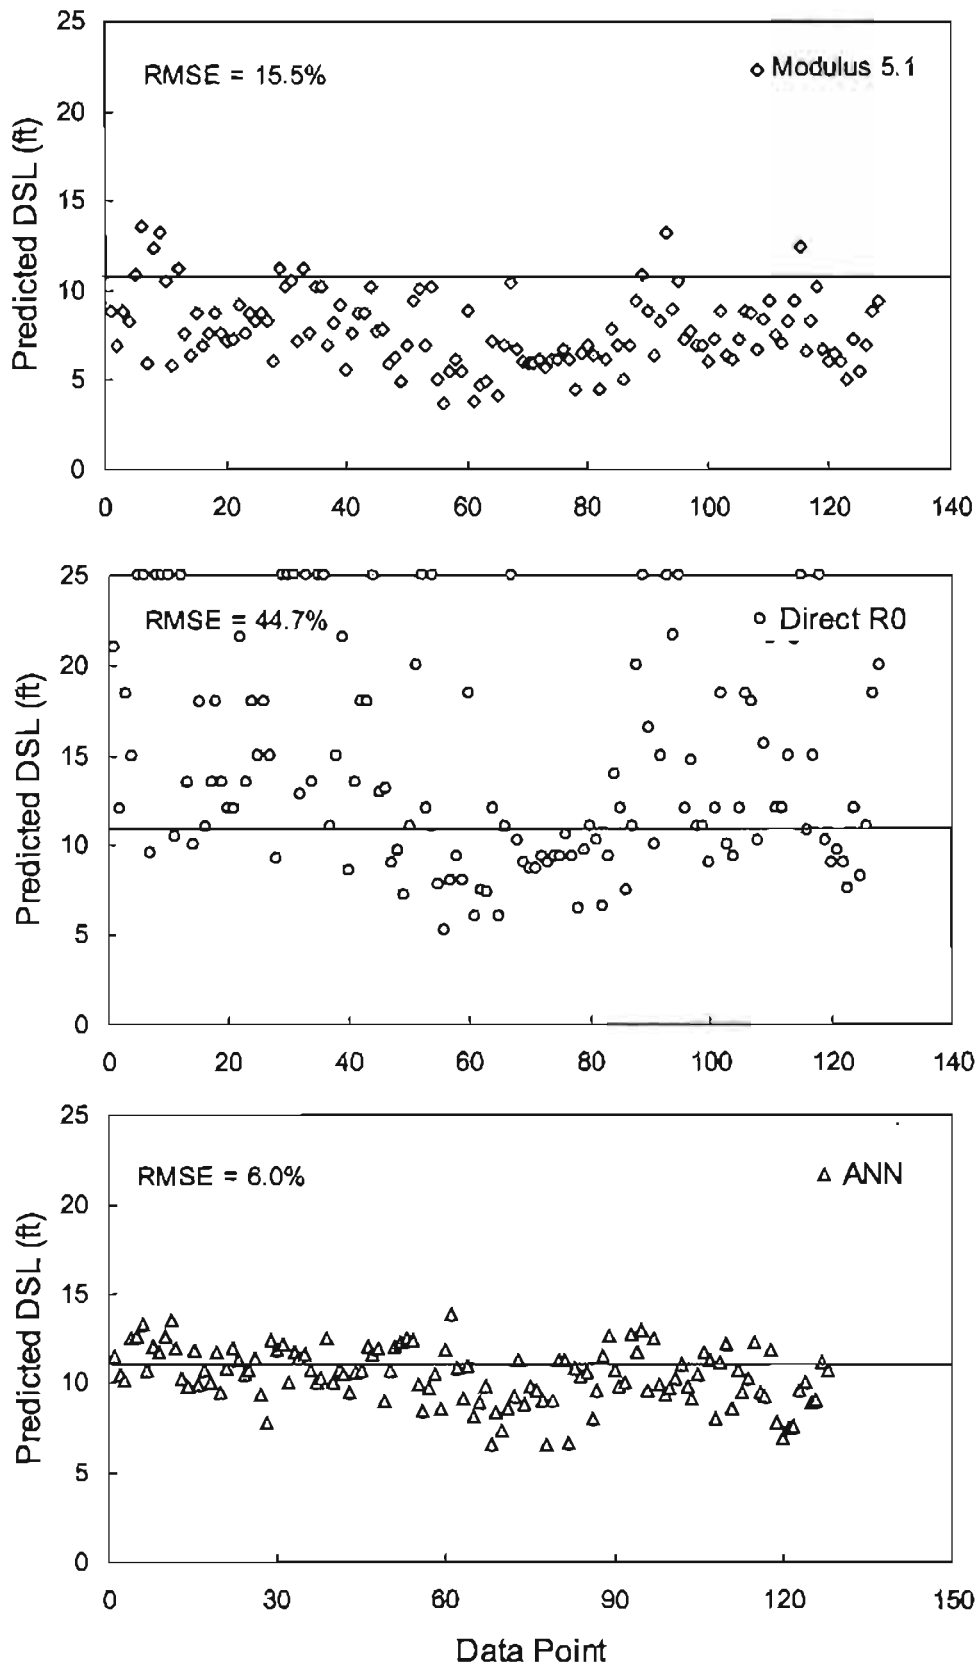 25
RMSE = 15.5%
Modulus 5.1
20
15
10
5
0
Predicted DSL (ft)
0 20 40 60 80 100 120 140
25
RMSE = 44.7%
Direct R0
20
15
10
5
0
Predicted DSL (ft)
0 20 40 60 80 100 120 140
25
RMSE = 6.0%
ANN
20
15
10
5
0
Predicted DSL (ft)
0 30 60 90 120 150
Data Point